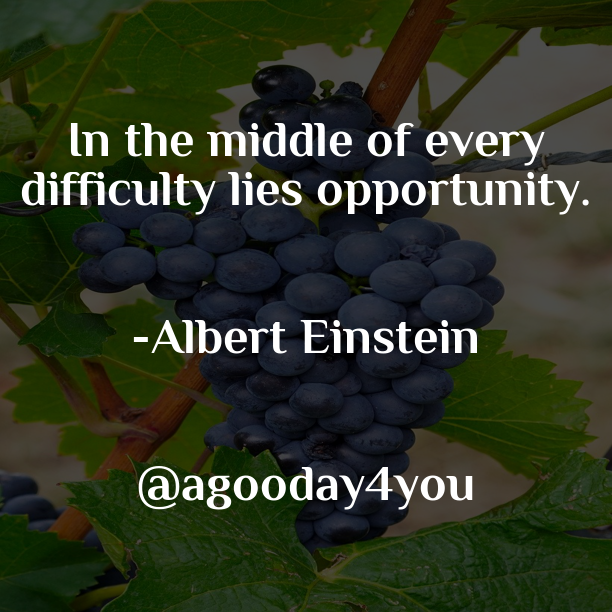 In the middle of every
difficulty lies opportunity.
-Albert Einstein
@agooday4you